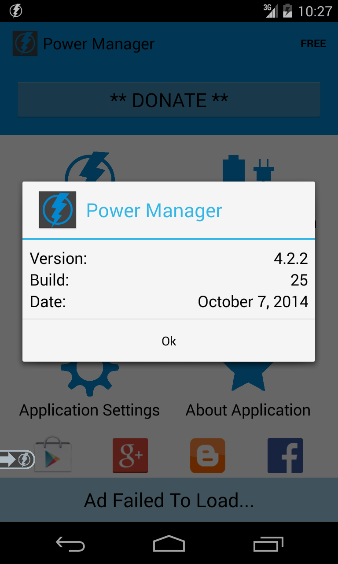 3G 10:27
Power Manager FREE
** DONATE **
Power Manager
Version: 4.2.2
Build: 25
Date: October 7, 2014
Ok
Application Settings About Application
g+ f
Ad Failed To Load...